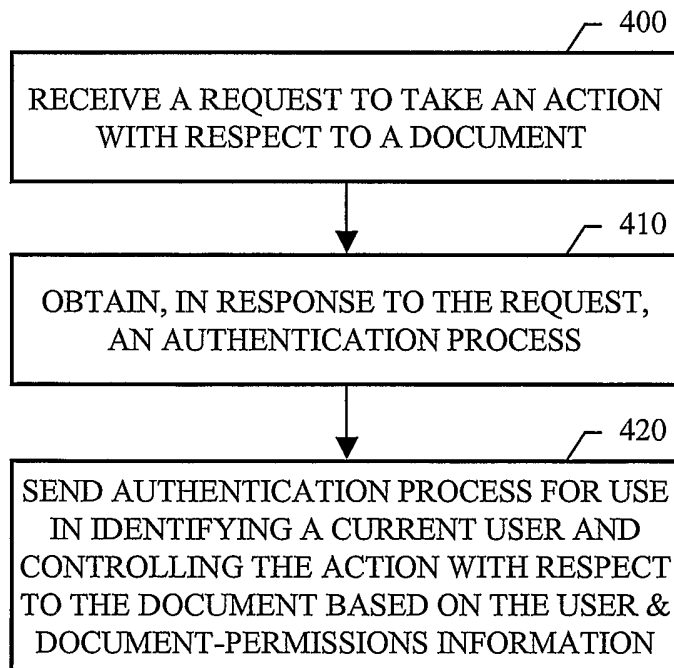 400
RECEIVE A REQUEST TO TAKE AN ACTION
WITH RESPECT TO A DOCUMENT
410
OBTAIN, IN RESPONSE TO THE REQUEST,
AN AUTHENTICATION PROCESS
420
SEND AUTHENTICATION PROCESS FOR USE
IN IDENTIFYING A CURRENT USER AND
CONTROLLING THE ACTION WITH RESPECT
TO THE DOCUMENT BASED ON THE USER &
DOCUMENT-PERMISSIONS INFORMATION